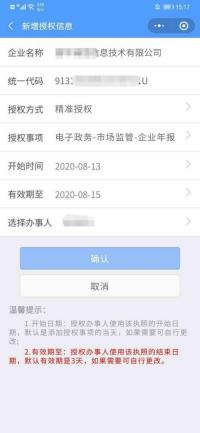 15:17
新增授权信息
企业名称 信息技术有限公司
统一代码 9131 1U
授权方式 精准授权
授权事项 电子政务-市场监管-企业年报
开始时间 2020-08-13
有效期至 2020-08-15
选择办事人
确认
取消
温馨提示：
1.开始日期：授权办事人使用该执照的开始日
期，默认是添加授权事项的当天，如果需要可自行更
改；
2.有效期至：授权办事人使用该执照的结束日
期，默认有效期是3天，如果需要可自行更改。